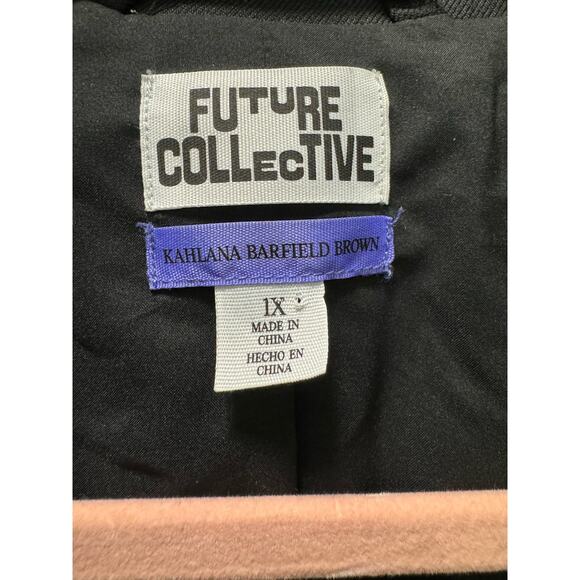 FUTURE
COLLECTIVE
KAHLANA BARFIELD BROWN
1X
MADE IN
CHINA
HECHO EN
CHINA